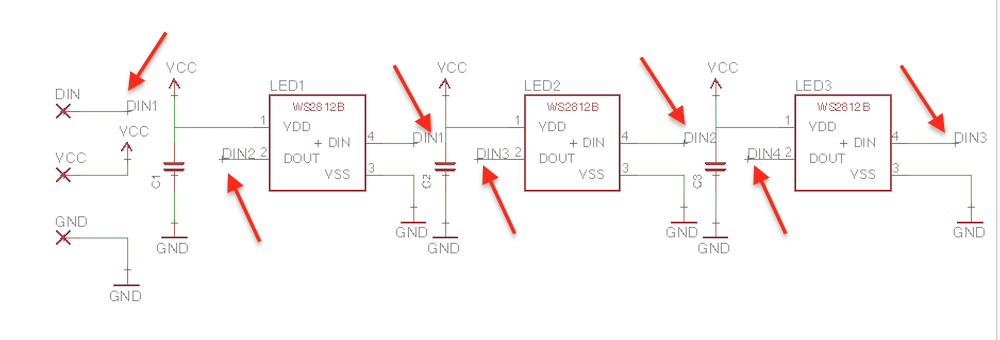 DIN
DIN1
VCC
VCC
GND
GND
VCC
C1
GND
LED1
WS2812B
1
VDD
4
+ DIN
DIN1
DIN2
2
DOUT
VSS
3
GND
VCC
C2
GND
LED2
WS2812B
1
VDD
4
+ DIN
DIN2
DIN3
2
DOUT
VSS
3
GND
VCC
C3
GND
LED3
WS2812B
1
VDD
4
+ DIN
DIN3
DIN4
2
DOUT
VSS
3
GND